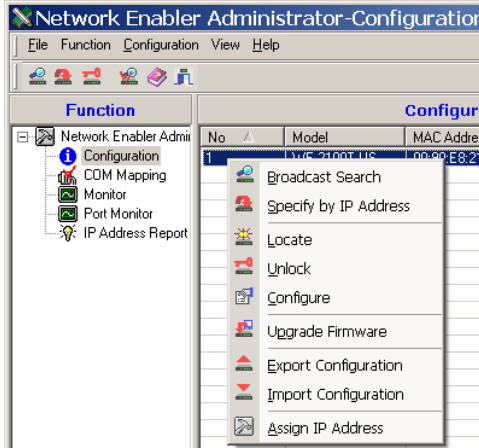 Network Enabler Administrator-Configuration
File Function Configuration View Help
Function
Configur
Network Enabler Admi
Configuration
COM Mapping
Monitor
Port Monitor
IP Address Report
No Model MAC Addre
1
Broadcast Search
Specify by IP Address
Locate
Unlock
Configure
Upgrade Firmware
Export Configuration
Import Configuration
Assign IP Address